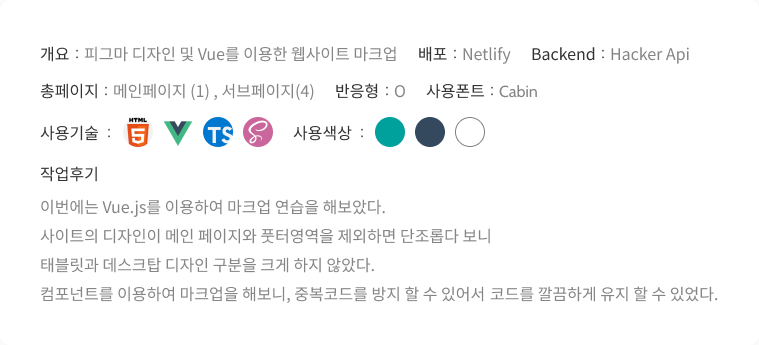 개요 : 피그마 디자인 및 Vue를 이용한 웹사이트 마크업 배포 : Netlify Backend : Hacker Api
총페이지 : 메인페이지 (1) , 서브페이지(4) 반응형 : O 사용폰트 : Cabin
사용기술 : HTML 5 TS 사용색상 :
작업후기
이번에는 Vue.js를 이용하여 마크업 연습을 해보았다.
사이트의 디자인이 메인 페이지와 풋터영역을 제외하면 단조롭다 보니
태블릿과 데스크탑 디자인 구분을 크게 하지 않았다.
컴포넌트를 이용하여 마크업을 해보니, 중복코드를 방지 할 수 있어서 코드를 깔끔하게 유지 할 수 있었다.